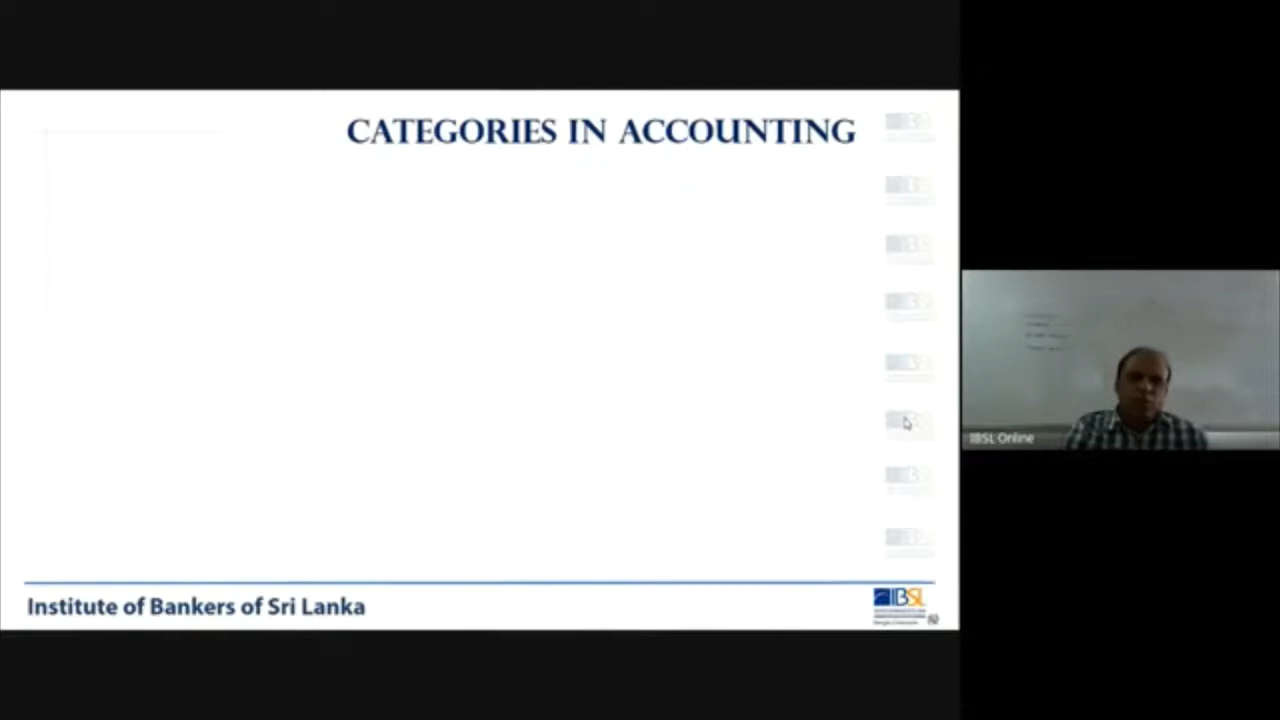 CATEGORIES IN ACCOUNTING
IBSL Online
Institute of Bankers of Sri Lanka
IBSL